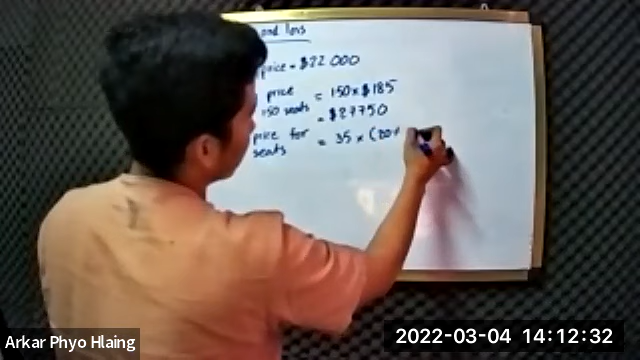 and loss
price = $22 000
price
150 seats = 150 x $185
= $27750
price for
seats = 35 x (20%
Arkar Phyo Hlaing
2022-03-04 14:12:32